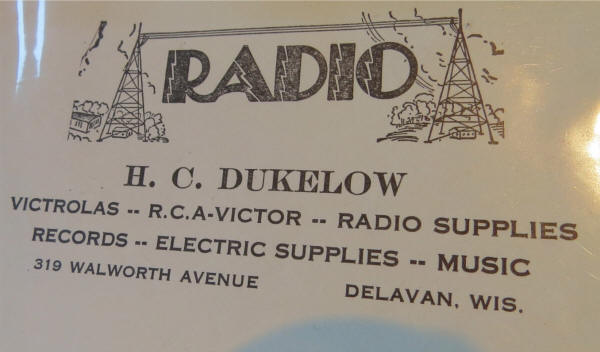 RADIO
H. C. DUKELOW
VICTROLAS -- R.C.A-VICTOR -- RADIO SUPPLIES
RECORDS -- ELECTRIC SUPPLIES -- MUSIC
319 WALWORTH AVENUE DELAVAN, WIS.